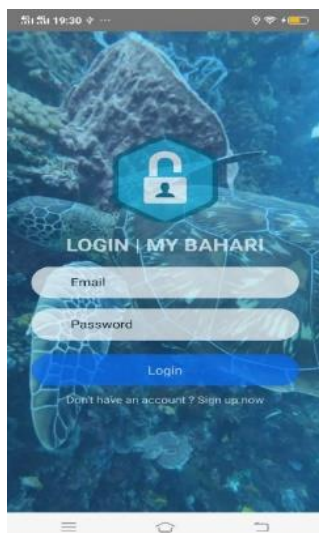 19:30
LOGIN | MY BAHARI
Email
Password
Login
Don't have an account ? Sign up now